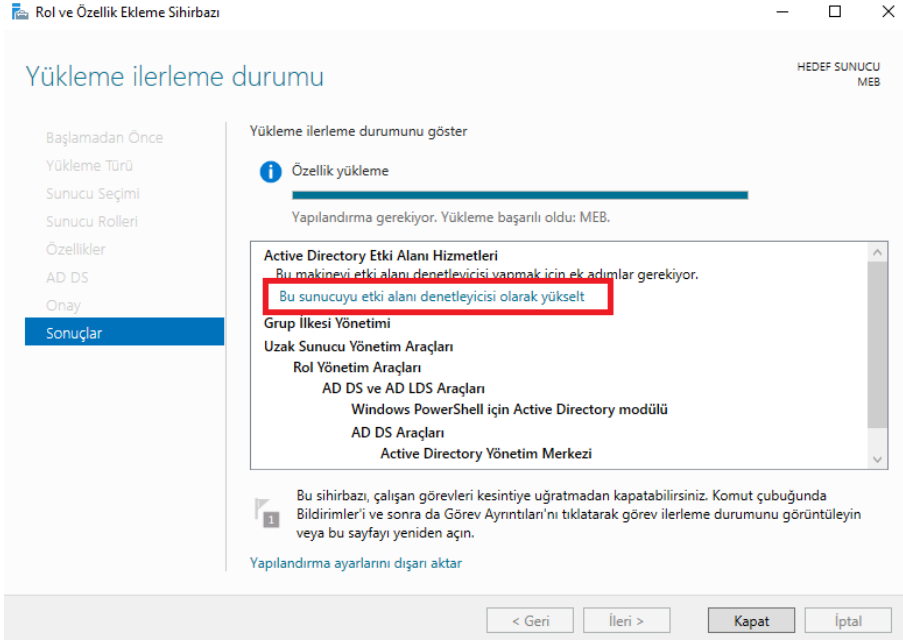 Rol ve Özellik Ekleme Sihirbazı
Yükleme ilerleme durumu
HEDEF SUNUCU
MEB
Başlamadan Önce
Yükleme Türü
Sunucu Seçimi
Sunucu Rolleri
Özellikler
AD DS
Onay
Sonuçlar
Yükleme ilerleme durumunu göster
Özellik yükleme
Yapılandırma gerekiyor. Yükleme başarılı oldu: MEB.
Active Directory Etki Alanı Hizmetleri
Bu makineyi etki alanı denetleyicisi yapmak için ek adımlar gerekiyor.
Bu sunucuyu etki alanı denetleyicisi olarak yükselt
Grup İlkesi Yönetimi
Uzak Sunucu Yönetim Araçları
Rol Yönetim Araçları
AD DS ve AD LDS Araçları
Windows PowerShell için Active Directory modülü
AD DS Araçları
Active Directory Yönetim Merkezi
1
Bu sihirbazı, çalışan görevleri kesintiye uğratmadan kapatabilirsiniz. Komut çubuğunda
Bildirimler'i ve sonra da Görev Ayrıntıları'nı tıklatarak görev ilerleme durumunu görüntüleyin
veya bu sayfayı yeniden açın.
Yapılandırma ayarlarını dışarı aktar
< Geri
İleri >
Kapat
İptal